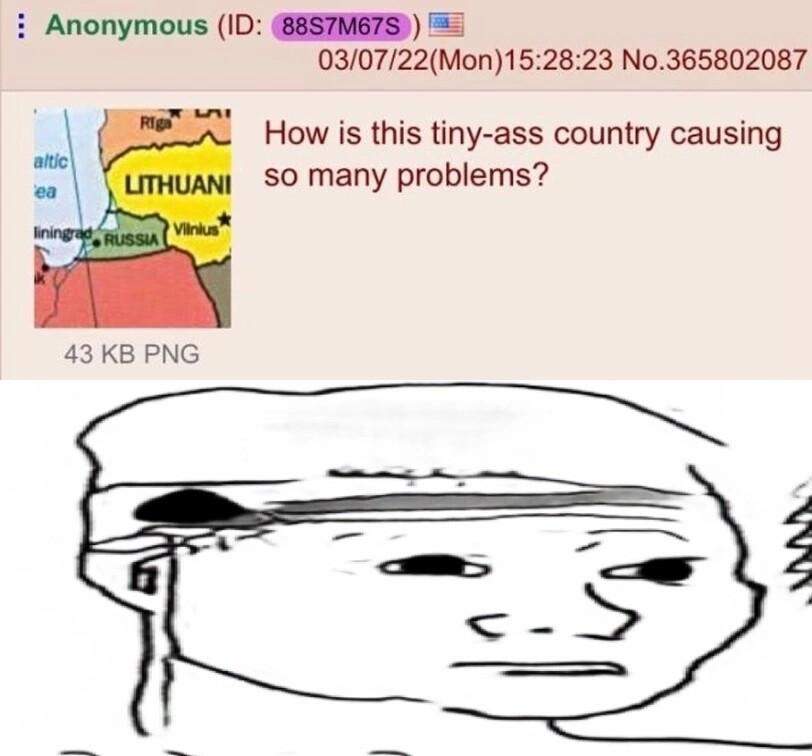 Anonymous (ID: 88S7M67S)
03/07/22(Mon)15:28:23 No.365802087
How is this tiny-ass country causing
so many problems?
Riga
altic
ea
LITHUANI
Vilnius
liningrad
RUSSIA
43 KB PNG